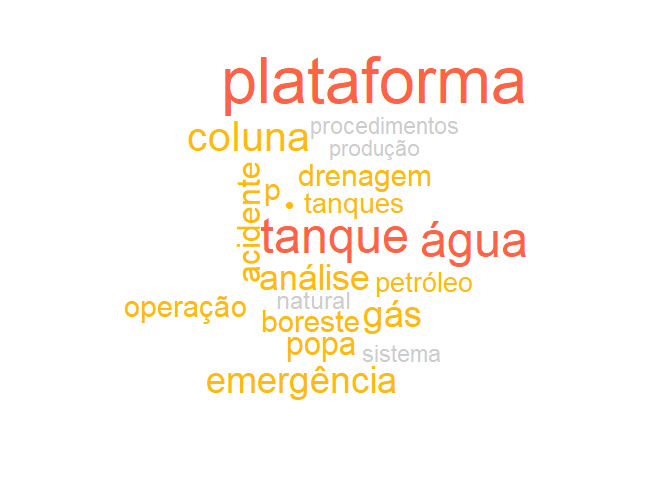 plataforma
procedimentos
coluna
produção
acidente
drenagem
p
• tanques
tanque
água
análise
petróleo
natural
operação
boreste
gás
popa
sistema
emergência